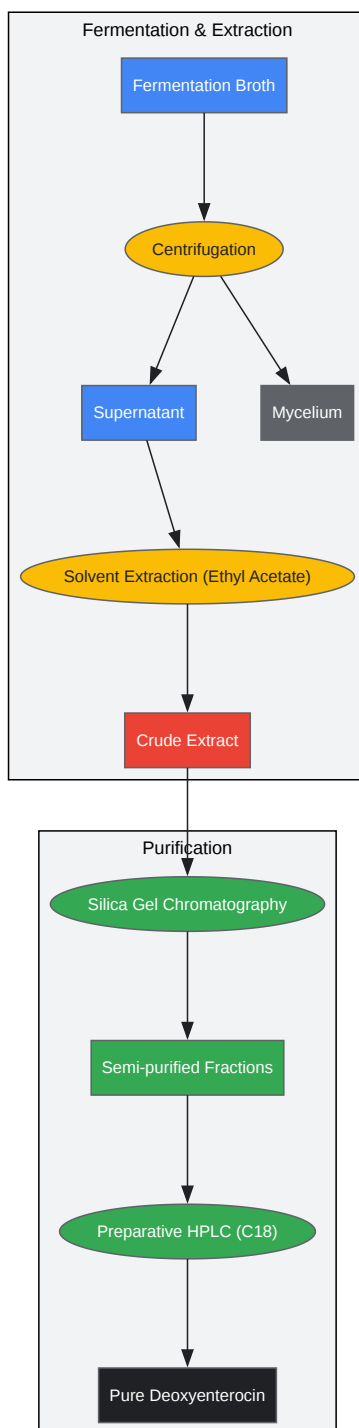 Fermentation & Extraction
Fermentation Broth
Centrifugation
Supernatant
Mycelium
Solvent Extraction (Ethyl Acetate)
Crude Extract
Purification
Silica Gel Chromatography
Semi-purified Fractions
Preparative HPLC (C18)
Pure Deoxyenterocin